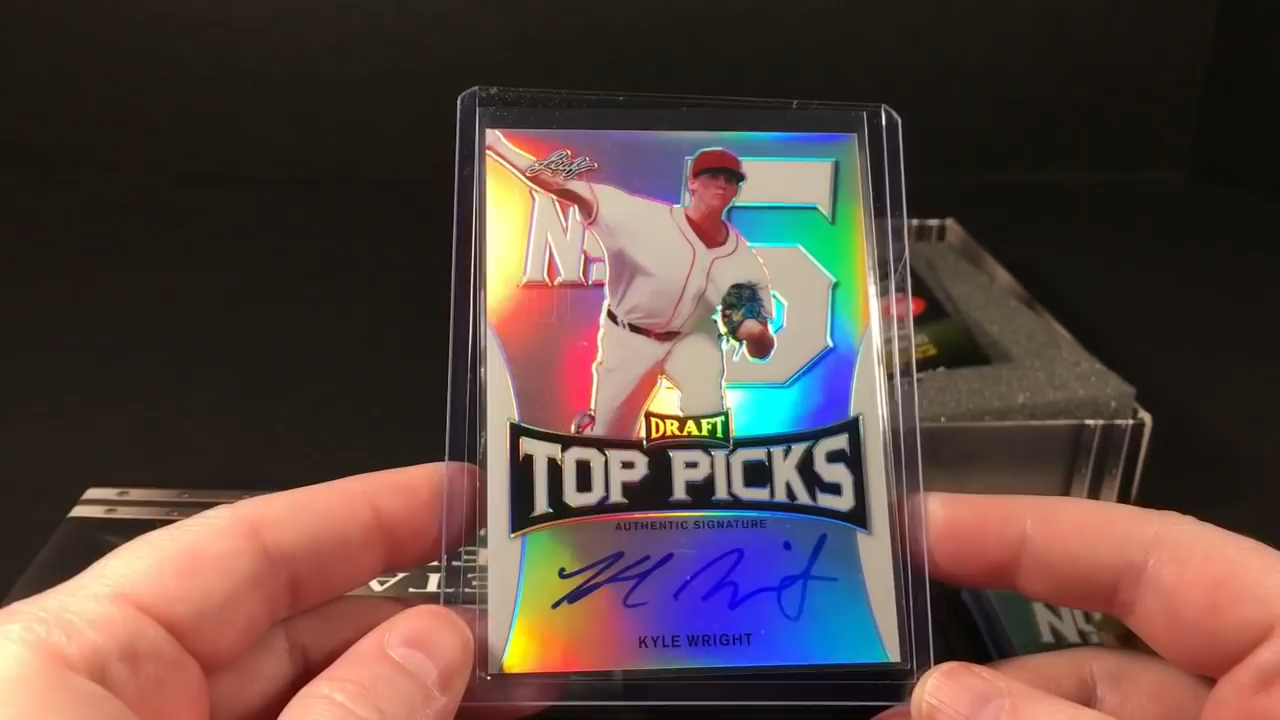 Leaf
No. 5
DRAFT
TOP PICKS
AUTHENTIC SIGNATURE
KYLE WRIGHT